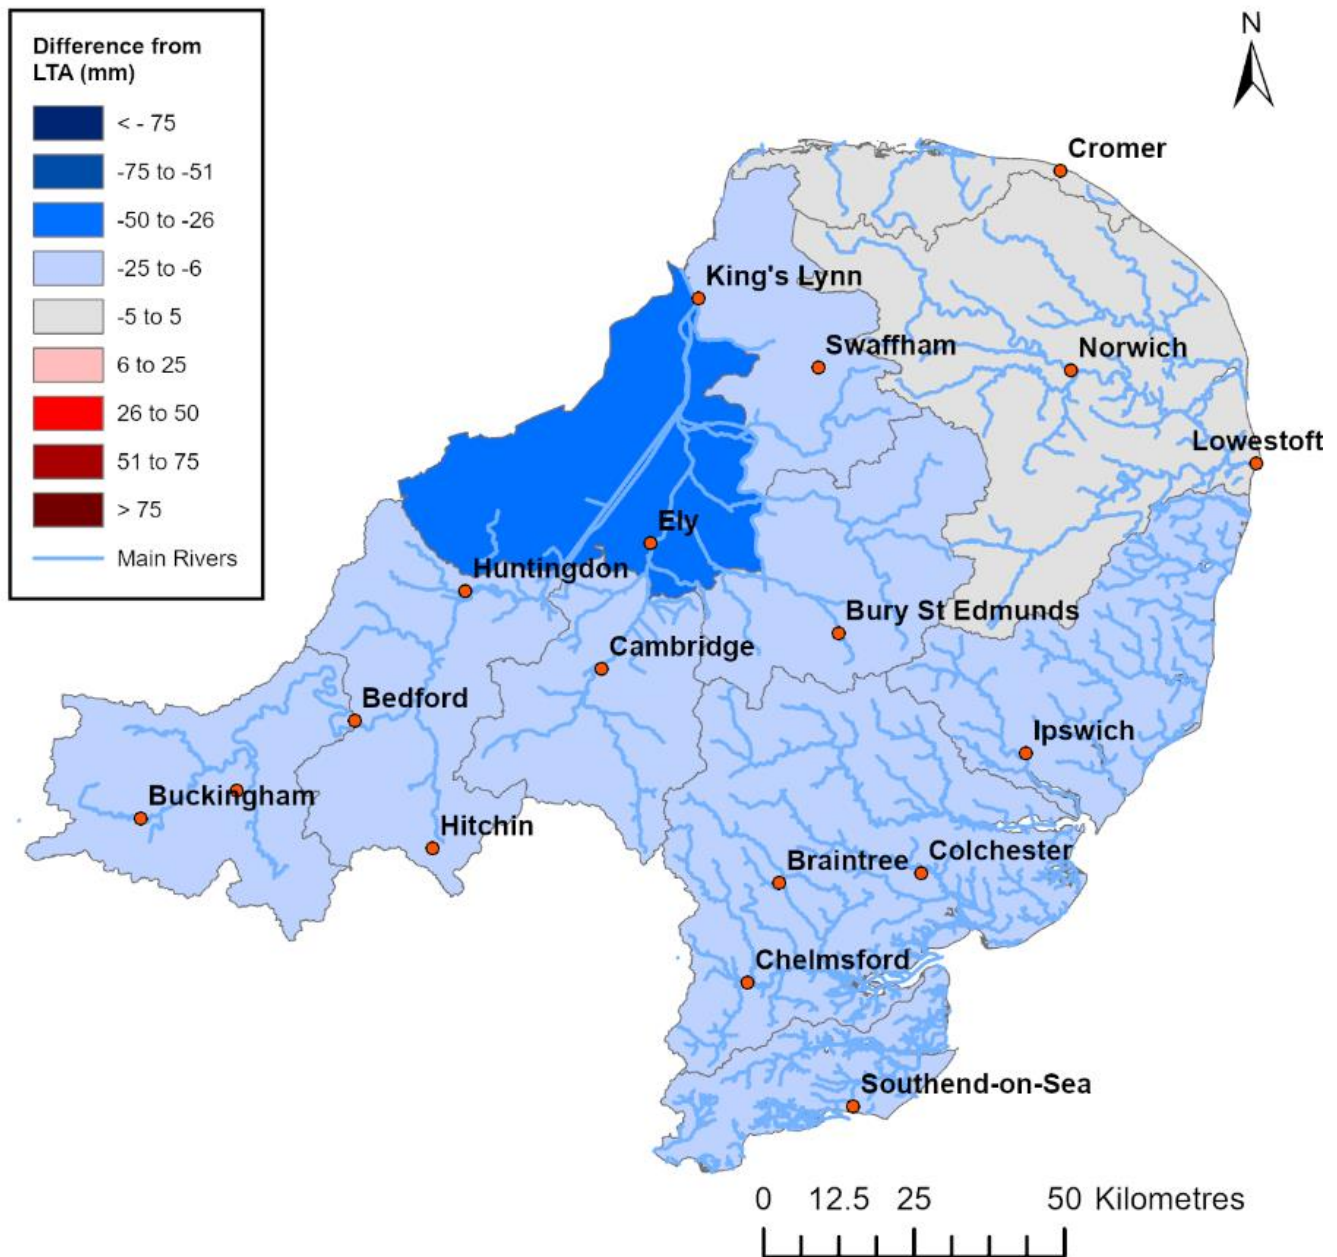 Difference from
LTA (mm)
< - 75
-75 to -51
-50 to -26
-25 to -6
-5 to 5
6 to 25
26 to 50
51 to 75
> 75
Main Rivers
N
Cromer
King's Lynn
Swaffham
Norwich
Lowestoft
Ely
Huntingdon
Bury St Edmunds
Cambridge
Bedford
Ipswich
Buckingham
Hitchin
Braintree
Colchester
Chelmsford
Southend-on-Sea
0 12.5 25 50 Kilometres